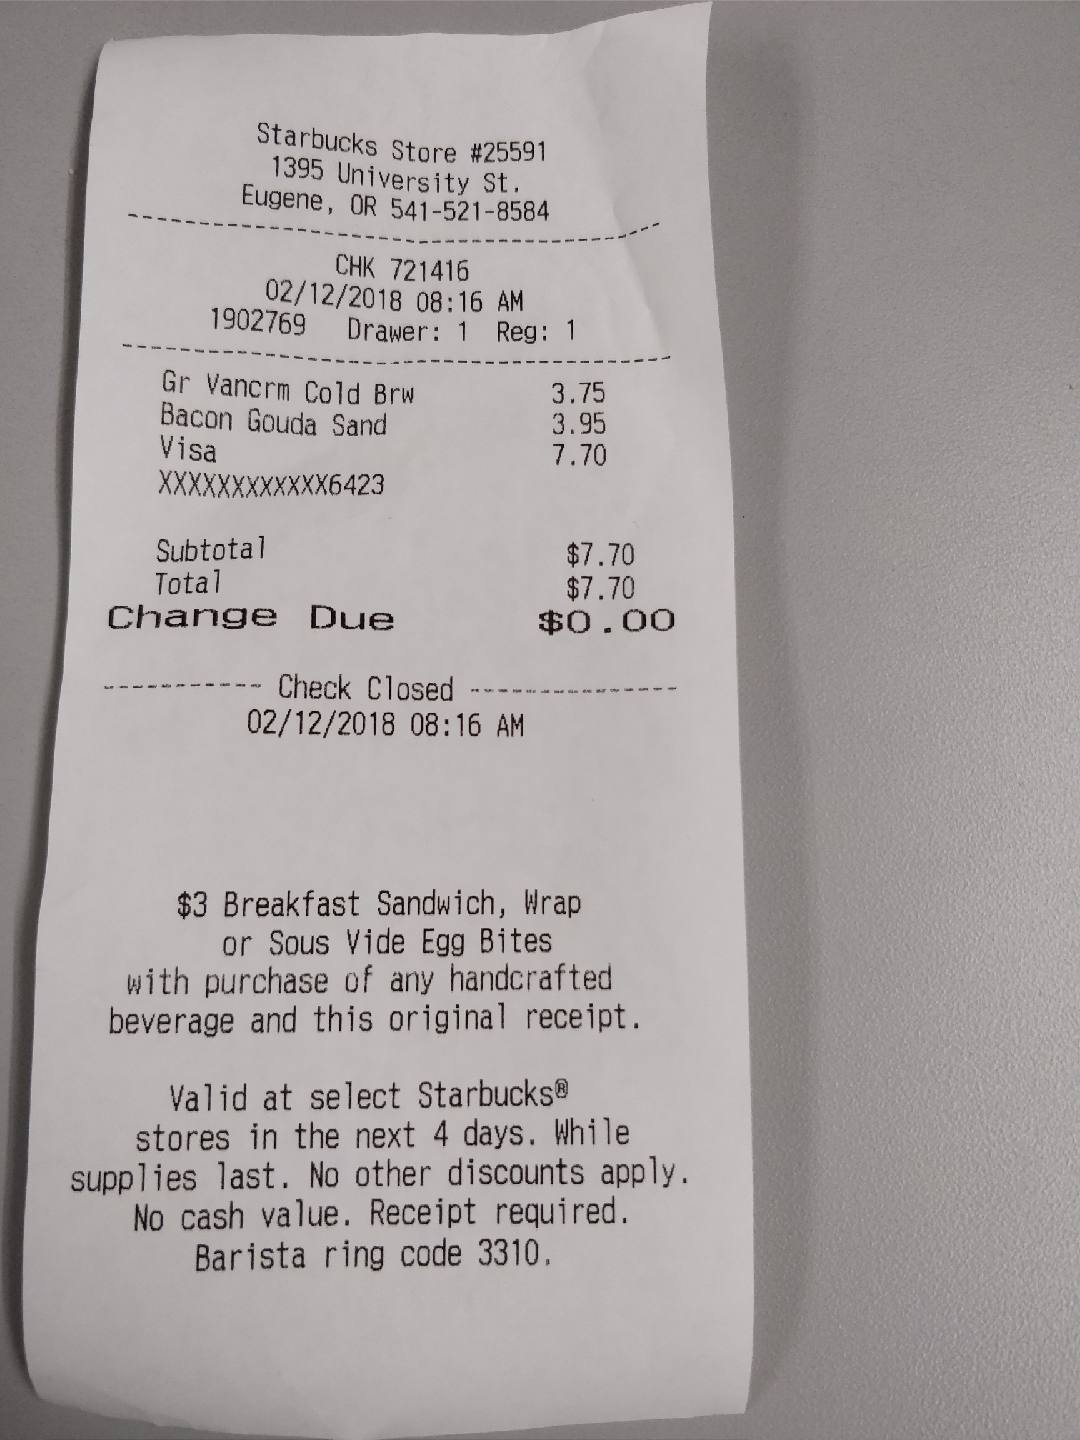 Starbucks Store #25591
1395 University St.
Eugene, OR 541-521-8584
CHK 721416
02/12/2018 08:16 AM
1902769 Drawer: 1 Reg: 1
Gr Vancrm Cold Brw 3.75
Bacon Gouda Sand 3.95
Visa 7.70
XXXXXXXXXXXX6423
Subtotal $7.70
Total $7.70
Change Due $0.00
----------- Check Closed ---------------
02/12/2018 08:16 AM
$3 Breakfast Sandwich, Wrap
or Sous Vide Egg Bites
with purchase of any handcrafted
beverage and this original receipt.
Valid at select Starbucks®
stores in the next 4 days. While
supplies last. No other discounts apply.
No cash value. Receipt required.
Barista ring code 3310.